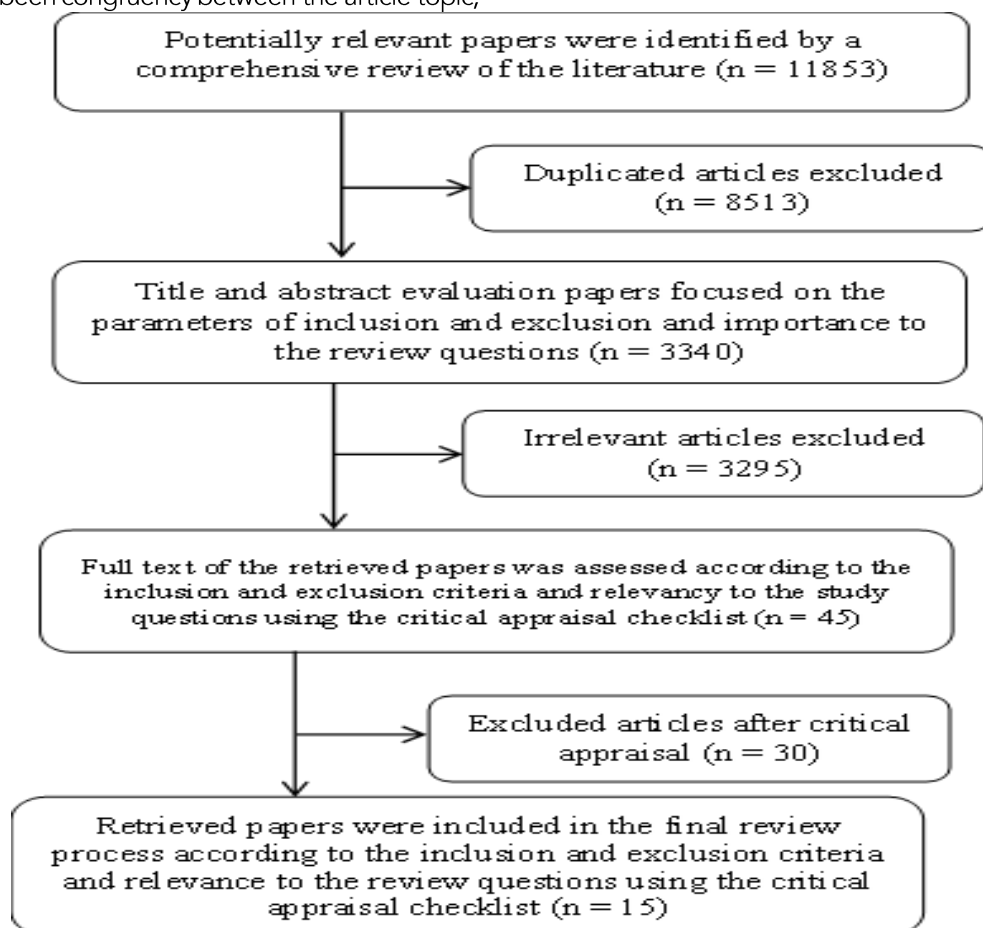 been congruency between the article topic,
Potentially relevant papers were identified by a
comprehensive review of the literature (n = 11853)
Duplicated articles excluded
(n = 8513)
Title and abstract evaluation papers focused on the
parameters of inclusion and exclusion and importance to
the review questions (n = 3340)
Irrelevant articles excluded
(n = 3295)
Full text of the retrieved papers was assessed according to the
inclusion and exclusion criteria and relevancy to the study
questions using the critical appraisal checklist (n = 45)
Excluded articles after critical
appraisal (n = 30)
Retrieved papers were included in the final review
process according to the inclusion and exclusion criteria
and relevance to the review questions using the critical
appraisal checklist (n = 15)